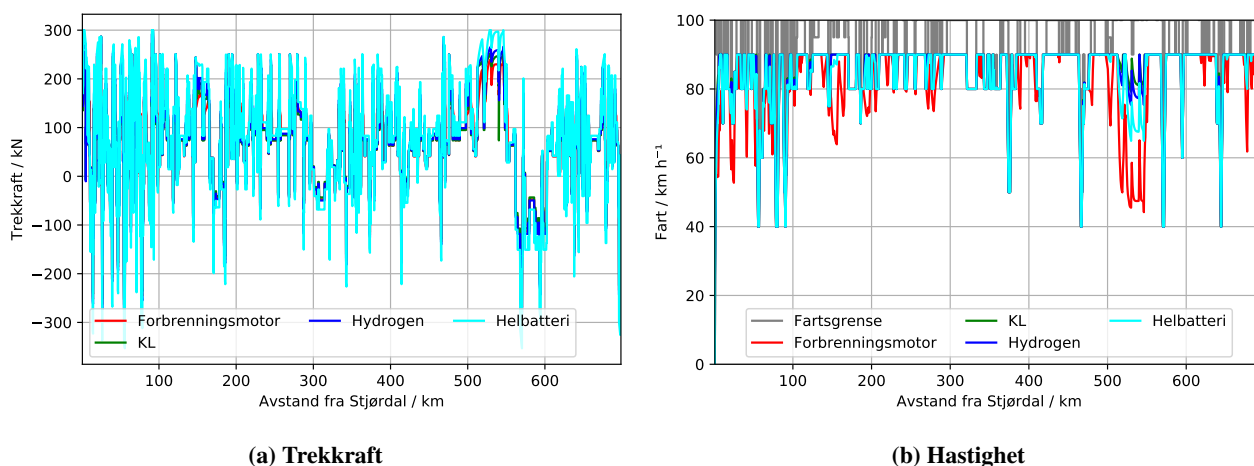 300
200
100
0
−100
−200
−300
Trekkraft / kN
Forbrenningsmotor
KL
Hydrogen
Helbatteri
100 200 300 400 500 600
Avstand fra Stjørdal / km
(a) Trekkraft
100
80
60
40
20
0
Fart / km h⁻¹
Fartsgrense
Forbrenningsmotor
KL
Hydrogen
Helbatteri
100 200 300 400 500 600
Avstand fra Stjørdal / km
(b) Hastighet